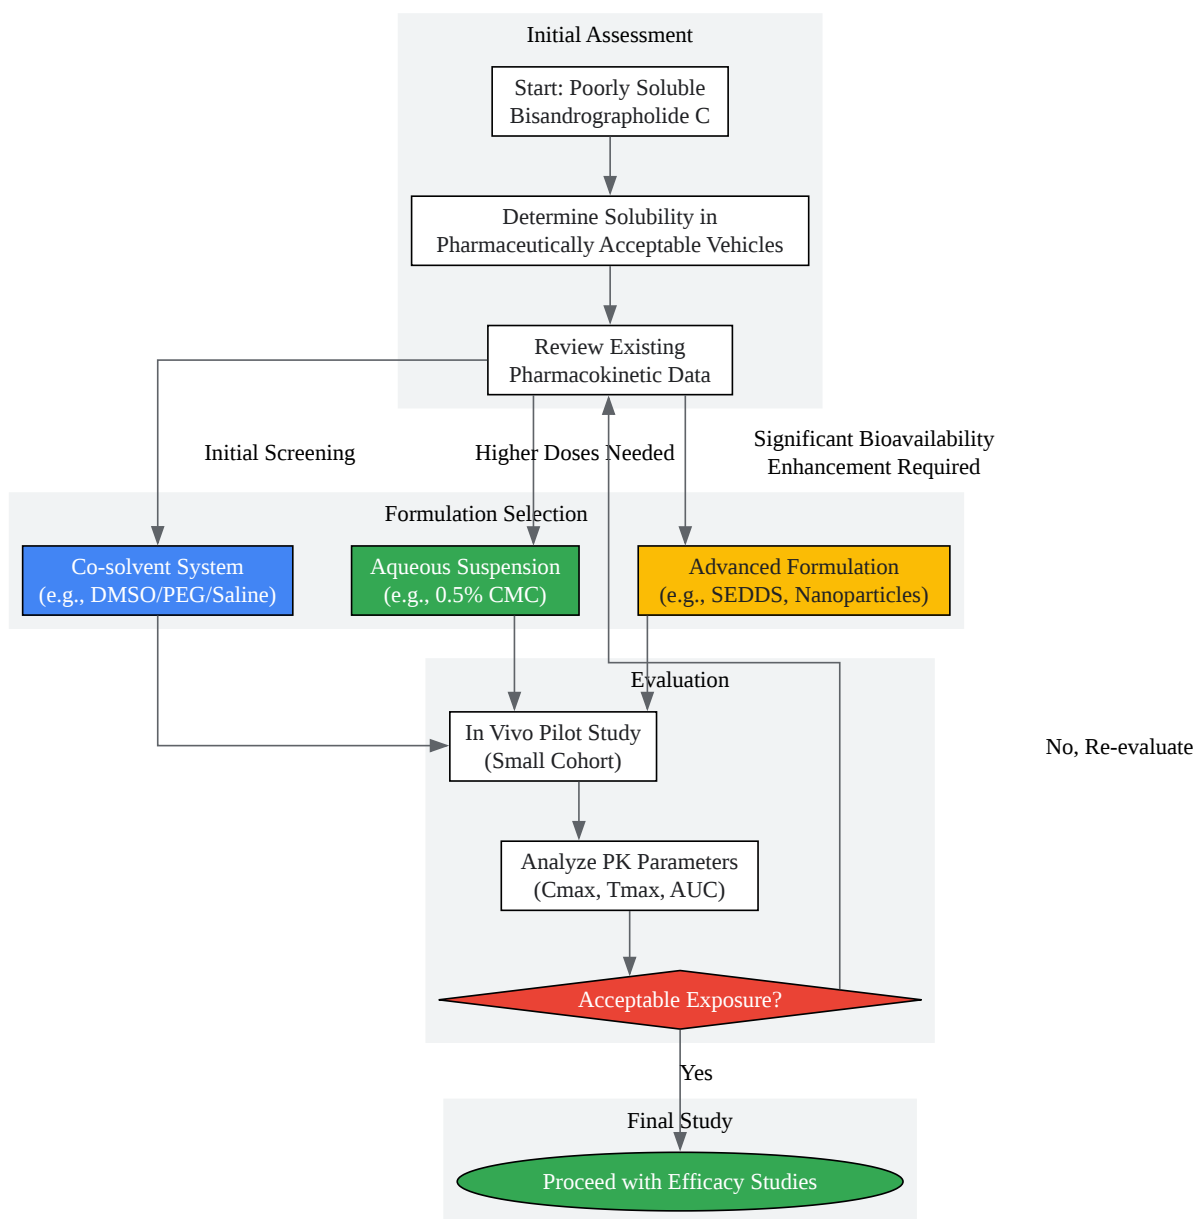 Initial Assessment
Start: Poorly Soluble
Bisandrographolide C
Determine Solubility in
Pharmaceutically Acceptable Vehicles
Review Existing
Pharmacokinetic Data
Initial Screening
Higher Doses Needed
Significant Bioavailability
Enhancement Required
Formulation Selection
Co-solvent System
(e.g., DMSO/PEG/Saline)
Aqueous Suspension
(e.g., 0.5% CMC)
Advanced Formulation
(e.g., SEDDS, Nanoparticles)
Evaluation
In Vivo Pilot Study
(Small Cohort)
No, Re-evaluate
Analyze PK Parameters
(Cmax, Tmax, AUC)
Acceptable Exposure?
Yes
Final Study
Proceed with Efficacy Studies